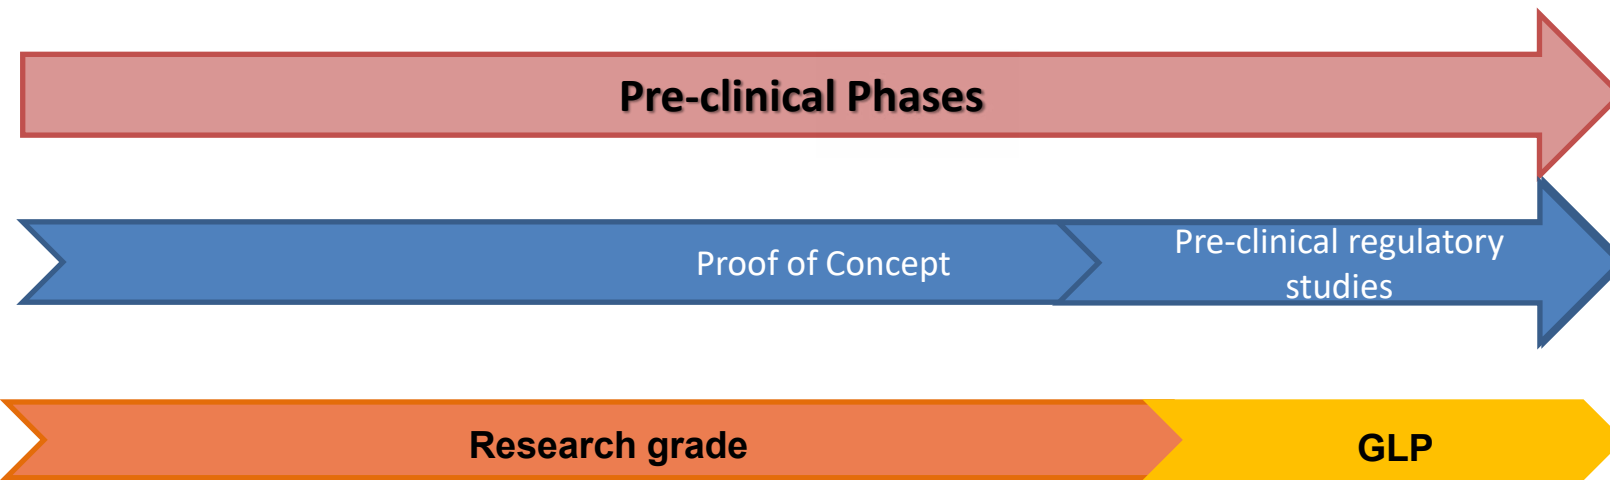 Pre-clinical Phases
Proof of Concept
Pre-clinical regulatory
studies
Research grade
GLP